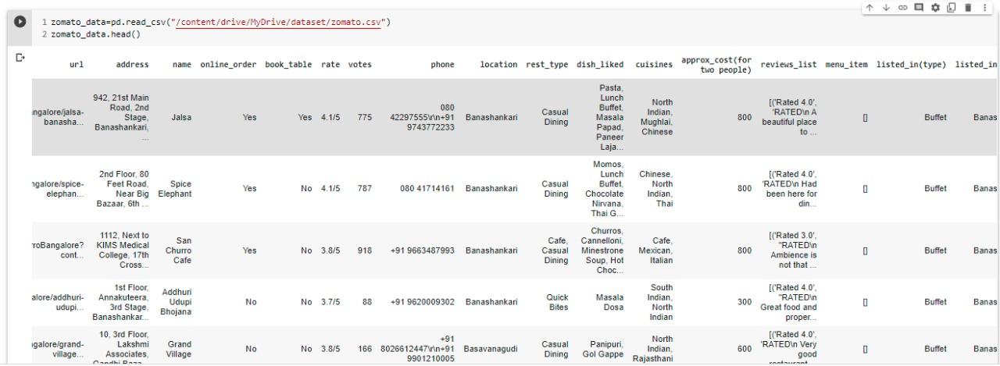 1 zomato_data=pd.read_csv("/content/drive/MyDrive/dataset/zomato.csv")
2 zomato_data.head()
url address name online_order book_table rate votes phone location rest_type dish_liked cuisines approx_cost(for two people) reviews_list menu_item listed_in(type) listed_in
ngalore/jalsa-banasha... 942, 21st Main Road, 2nd Stage, Banashankari, ... Jalsa Yes Yes 4.1/5 775 080 42297555\r\n+91 9743772233 Banashankari Casual Dining Pasta, Lunch Buffet, Masala Papad, Paneer Laja... North Indian, Mughlai, Chinese 800 [('Rated 4.0', 'RATED\n A beautiful place to ... [] Buffet Banas
ngalore/spice-elephan... 2nd Floor, 80 Feet Road, Near Big Bazaar, 6th ... Spice Elephant Yes No 4.1/5 787 080 41714161 Banashankari Casual Dining Momos, Lunch Buffet, Chocolate Nirvana, Thai G... Chinese, North Indian, Thai 800 [('Rated 4.0', 'RATED\n Had been here for din... [] Buffet Banas
rroBangalore?cont... 1112, Next to KIMS Medical College, 17th Cross... San Churro Cafe Yes No 3.8/5 918 +91 9663487993 Banashankari Cafe, Casual Dining Churros, Cannelloni, Minestrone Soup, Hot Choc... Cafe, Mexican, Italian 800 [('Rated 3.0', "RATED\n Ambience is not that ... [] Buffet Banas
alore/addhuri-udupi... 1st Floor, Annakuteera, 3rd Stage, Banashankar... Addhuri Udupi Bhojana No No 3.7/5 88 +91 9620009302 Banashankari Quick Bites Masala Dosa South Indian, North Indian 300 [('Rated 4.0', "RATED\n Great food and proper... [] Buffet Banas
ngalore/grand-village... 10, 3rd Floor, Lakshmi Associates, Gandhi Baza... Grand Village No No 3.8/5 166 +91 8026612447\r\n+91 9901210005 Basavanagudi Casual Dining Panipuri, Gol Gappe North Indian, Rajasthani 600 [('Rated 4.0', 'RATED\n Very good restaurant ... [] Buffet Banas